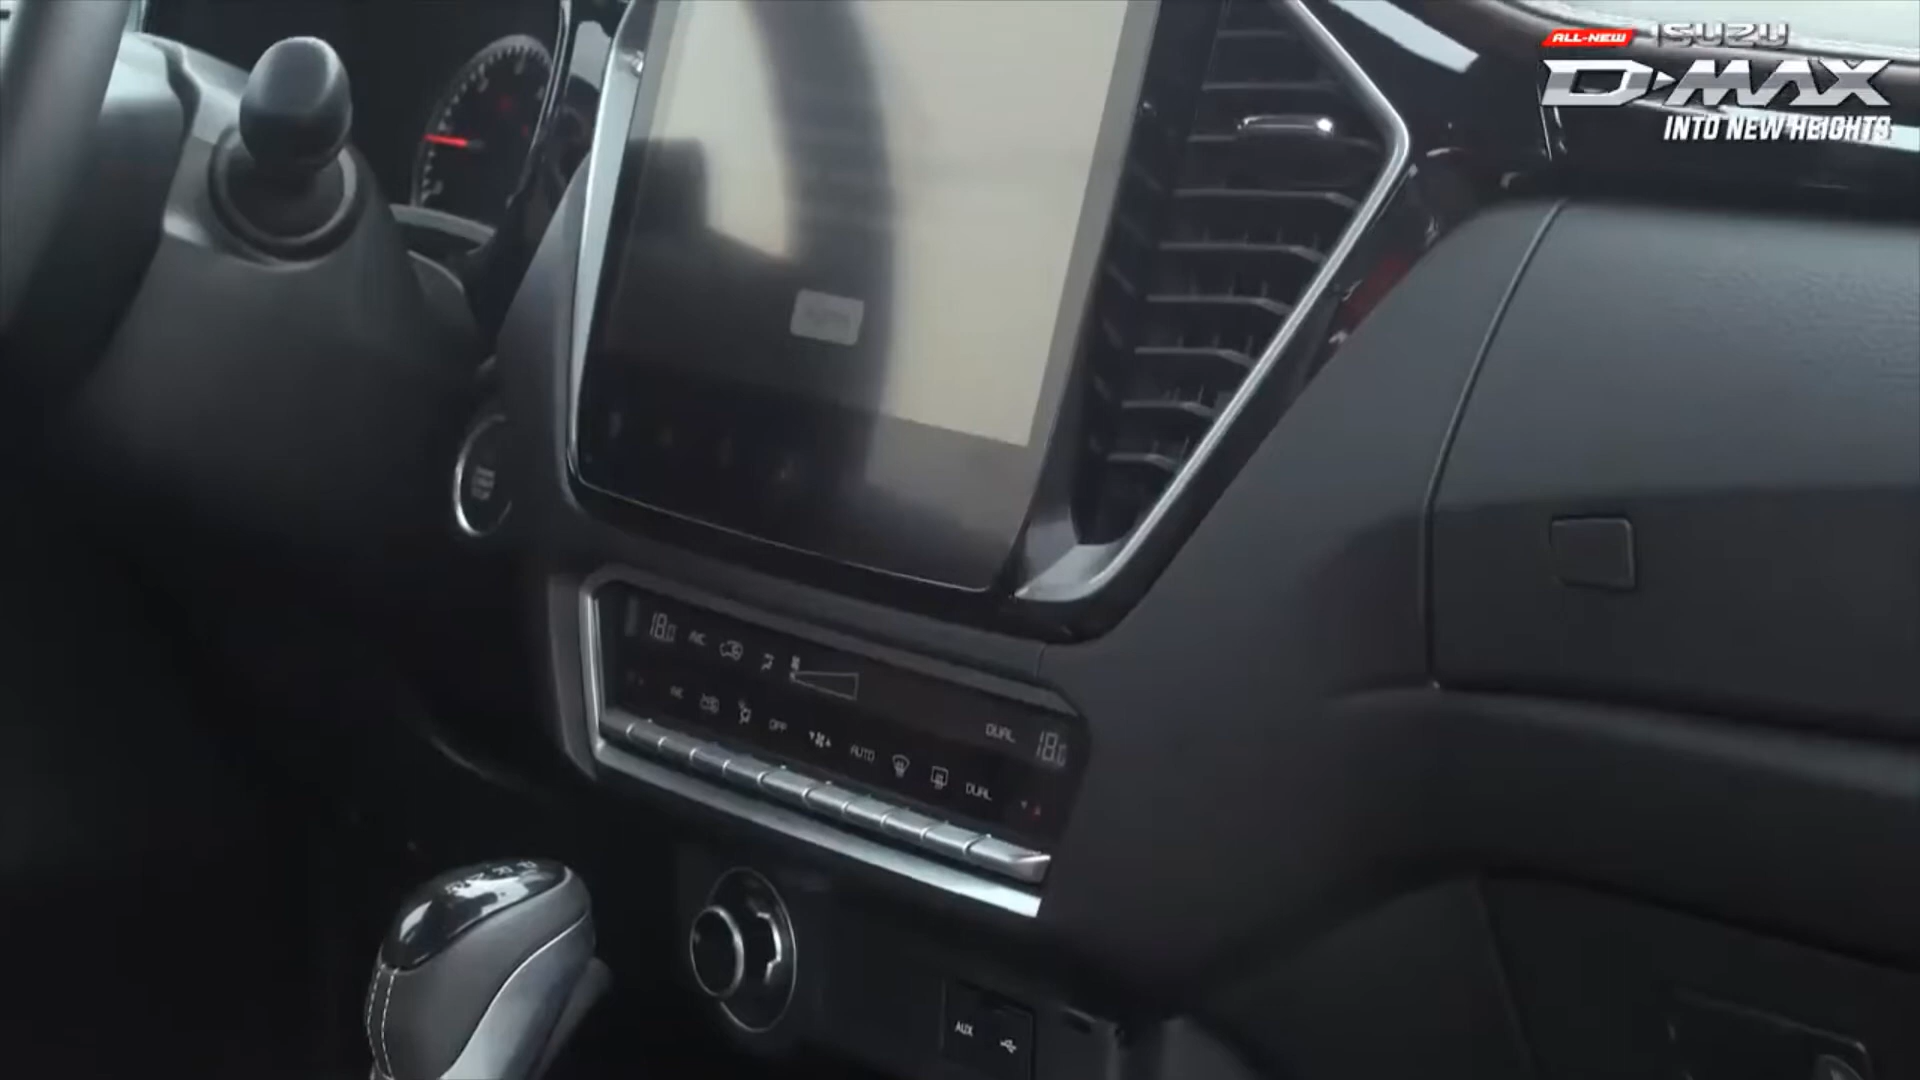 ALL-NEW ISUZU
D-MAX
INTO NEW HEIGHTS
18.0 A/C
A/C OFF AUTO DUAL
DUAL 18.0
AUX